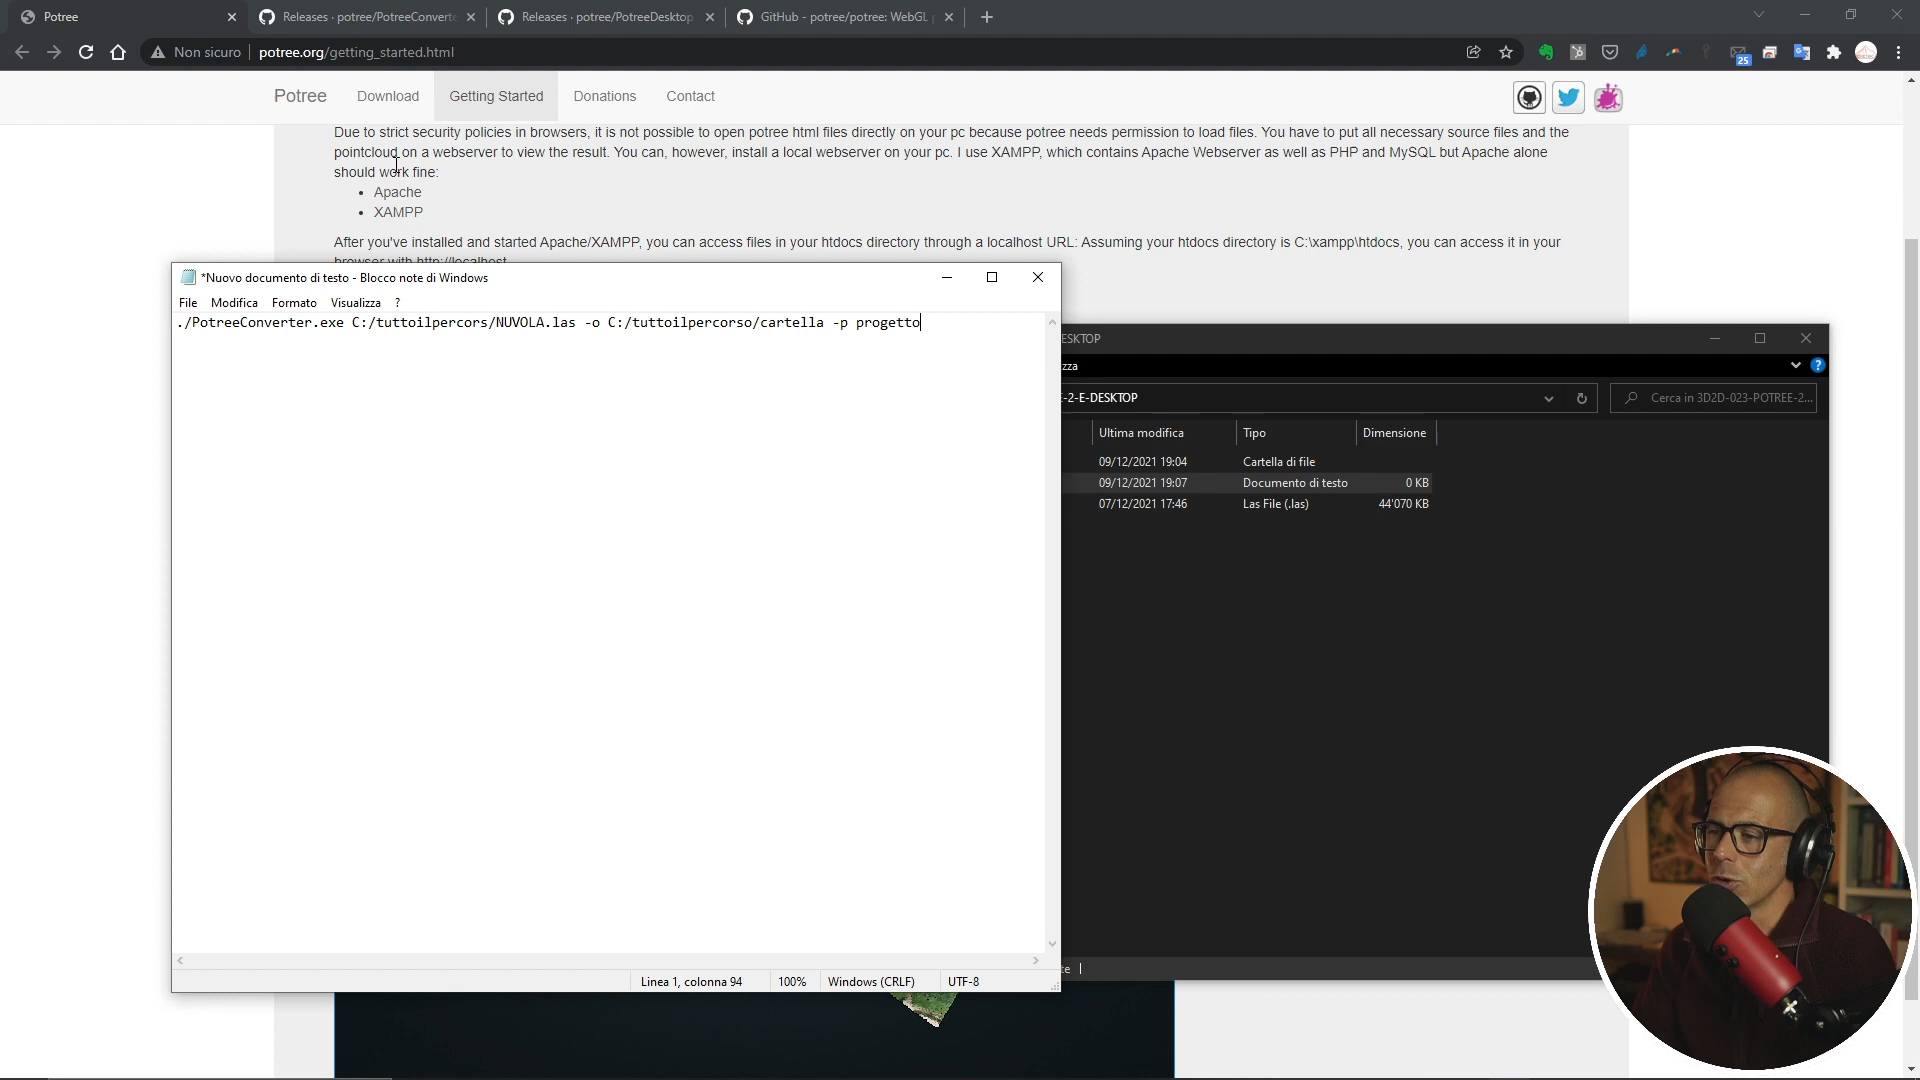 Potree
Releases · potree/PotreeConverte
Releases · potree/PotreeDesktop
GitHub - potree/potree: WebGL
Non sicuro
potree.org/getting_started.html
25
Potree
Download
Getting Started
Donations
Contact
Due to strict security policies in browsers, it is not possible to open potree html files directly on your pc because potree needs permission to load files. You have to put all necessary source files and the
pointcloud on a webserver to view the result. You can, however, install a local webserver on your pc. I use XAMPP, which contains Apache Webserver as well as PHP and MySQL but Apache alone
should work fine:
• Apache
• XAMPP
After you've installed and started Apache/XAMPP, you can access files in your htdocs directory through a localhost URL: Assuming your htdocs directory is C:\xampp\htdocs, you can access it in your
browser with http://localhost
*Nuovo documento di testo - Blocco note di Windows
File Modifica Formato Visualizza ?
./PotreeConverter.exe C:/tuttoilpercors/NUVOLA.las -o C:/tuttoilpercorso/cartella -p progetto
Linea 1, colonna 94
100%
Windows (CRLF)
UTF-8
ESKTOP
zza
?
E-2-E-DESKTOP
Cerca in 3D2D-023-POTREE-2...
Ultima modifica Tipo Dimensione
09/12/2021 19:04 Cartella di file
09/12/2021 19:07 Documento di testo 0 KB
07/12/2021 17:46 Las File (.las) 44'070 KB
te